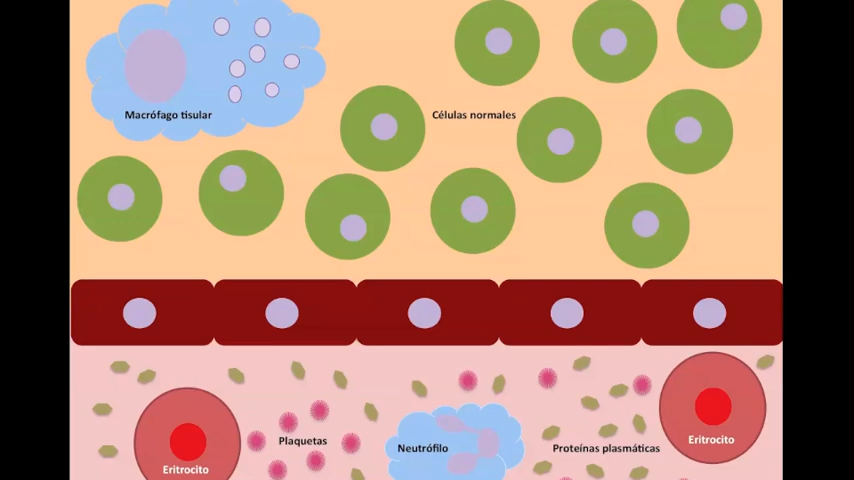 Macrófago tisular
Células normales
Plaquetas
Neutrófilo
Proteínas plasmáticas
Eritrocito
Eritrocito